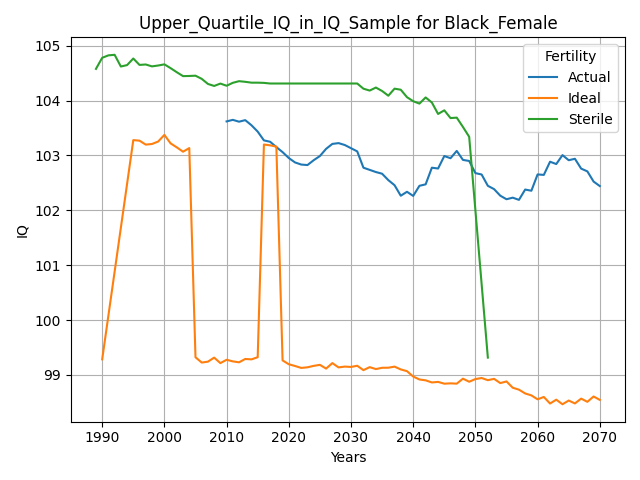 Upper_Quartile_IQ_in_IQ_Sample for Black_Female
105
104
103
102
101
100
99
IQ
Fertility
Actual
Ideal
Sterile
1990 2000 2010 2020 2030 2040 2050 2060 2070
Years